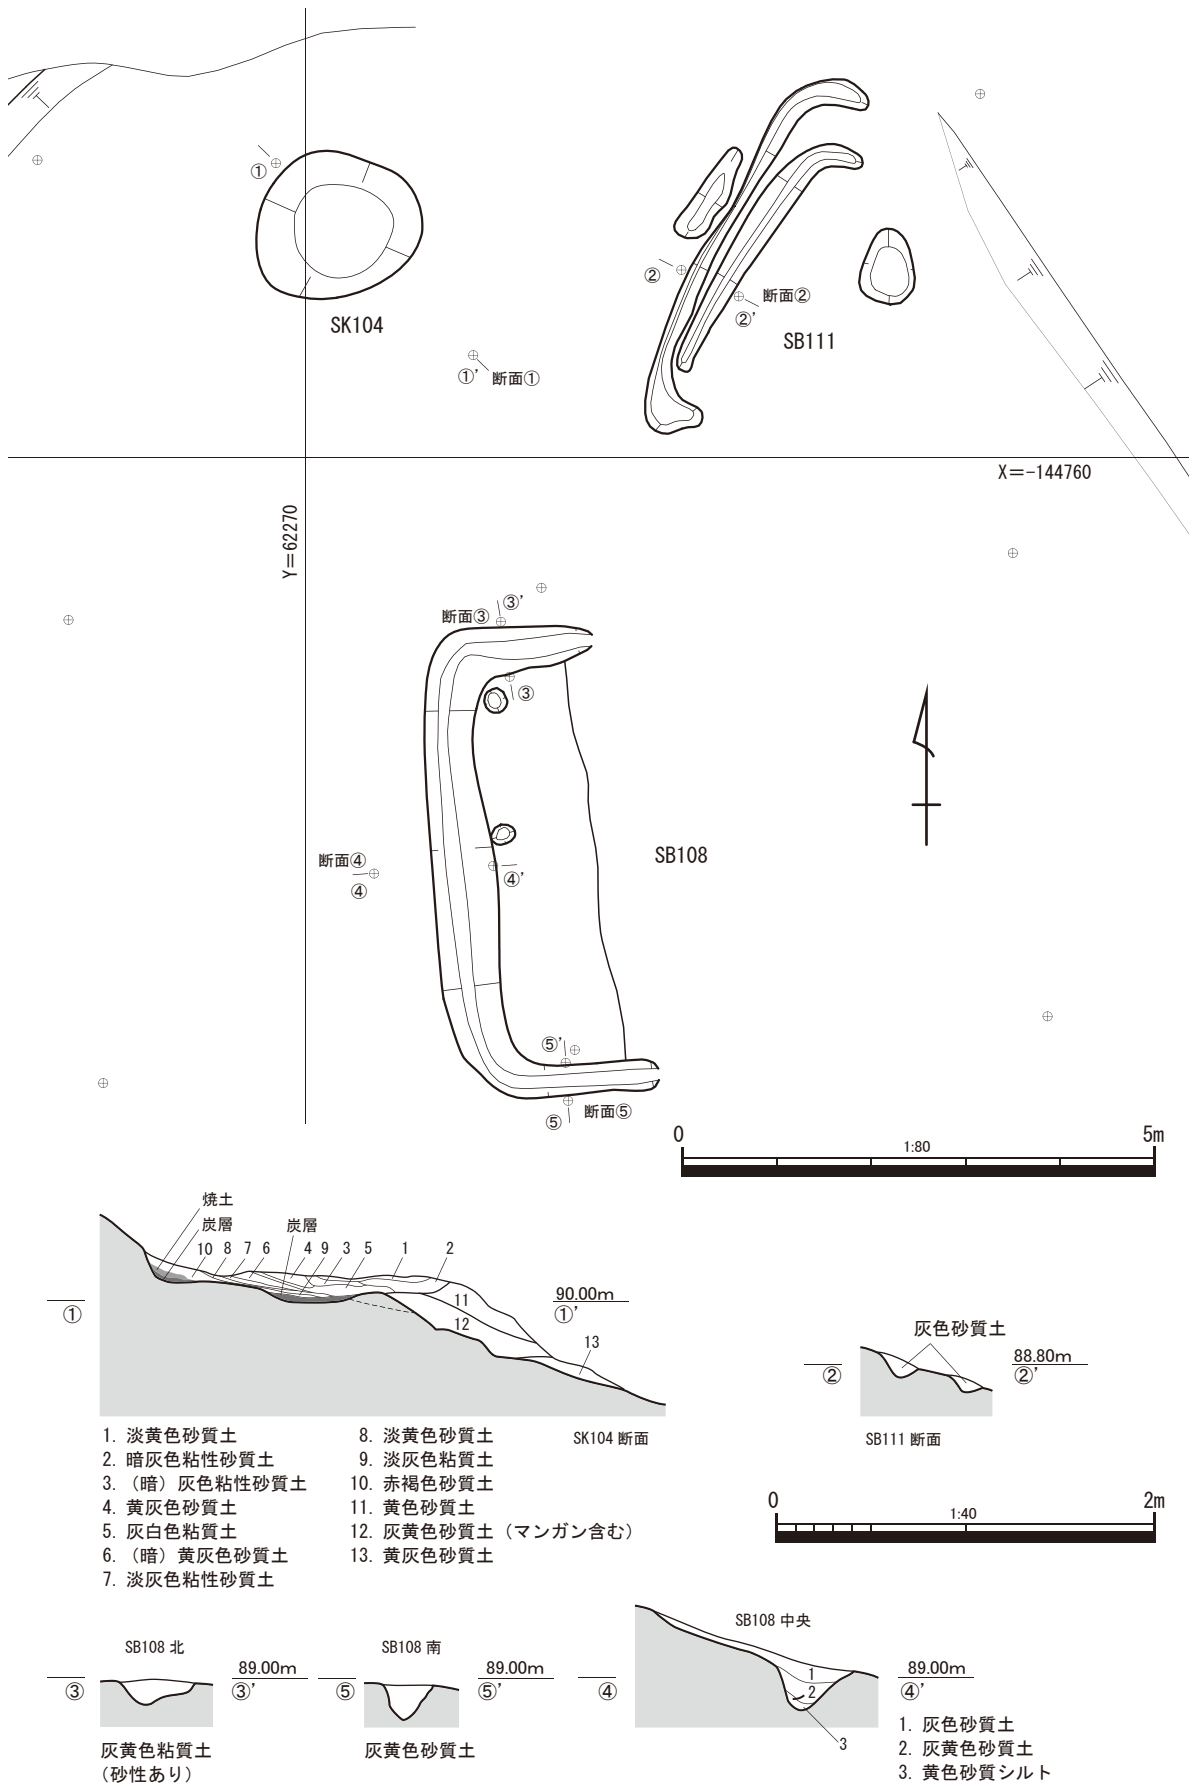 ①
SK104
①’ 断面①
②
断面②
②’
SB111
X＝-144760
Y＝62270
断面③ ③’
③
断面④
④
④’
SB108
⑤’
⑤ 断面⑤
0 5m
1:80
焼土
炭層 炭層
10 8 7 6 4 9 3 5 1 2
11
12
13
90.00m
① ①’
灰色砂質土
88.80m
② ②’
SK104 断面
SB111 断面
1. 淡黄色砂質土
2. 暗灰色粘性砂質土
3. （暗）灰色粘性砂質土
4. 黄灰色砂質土
5. 灰白色粘質土
6. （暗）黄灰色砂質土
7. 淡灰色粘性砂質土
8. 淡黄色砂質土
9. 淡灰色粘質土
10. 赤褐色砂質土
11. 黄色砂質土
12. 灰黄色砂質土（マンガン含む）
13. 黄灰色砂質土
0 2m
1:40
SB108 北
89.00m
③ ③’
灰黄色粘質土
（砂性あり）
SB108 南
89.00m
⑤ ⑤’
灰黄色砂質土
SB108 中央
89.00m
④ ④’
1
2
3
1. 灰色砂質土
2. 灰黄色砂質土
3. 黄色砂質シルト